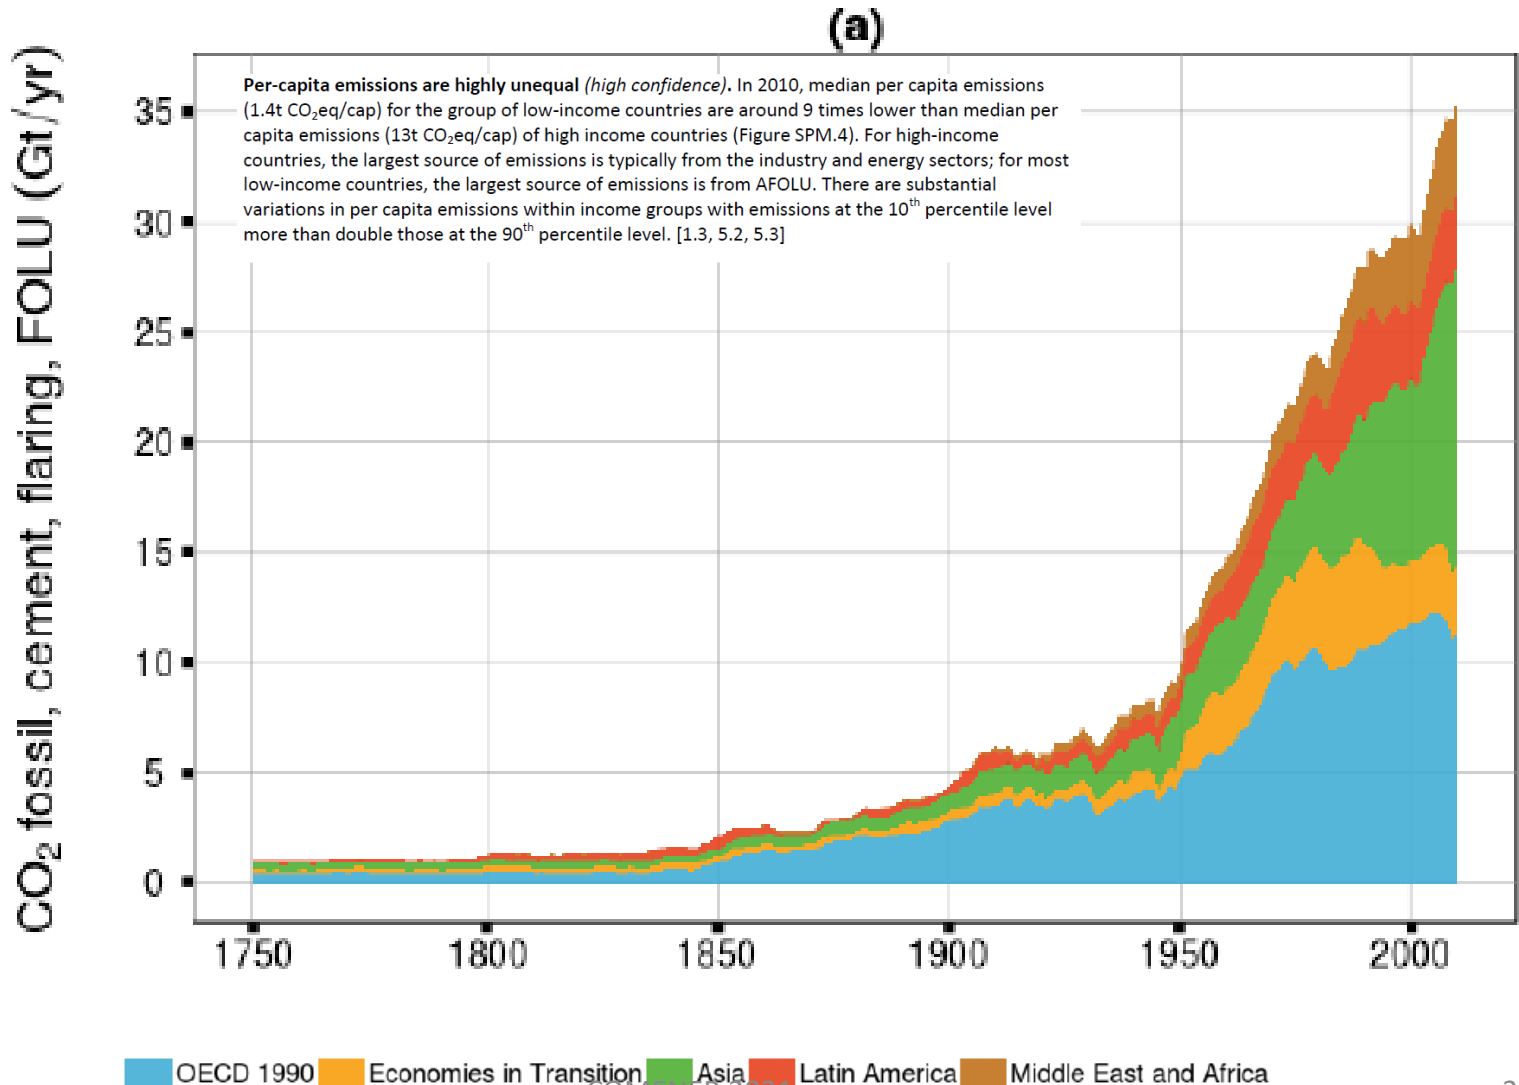 (a)
CO₂ fossil, cement, flaring, FOLU (Gt/yr)
Per-capita emissions are highly unequal (high confidence). In 2010, median per capita emissions
(1.4t CO₂eq/cap) for the group of low-income countries are around 9 times lower than median per
capita emissions (13t CO₂eq/cap) of high income countries (Figure SPM.4). For high-income
countries, the largest source of emissions is typically from the industry and energy sectors; for most
low-income countries, the largest source of emissions is from AFOLU. There are substantial
variations in per capita emissions within income groups with emissions at the 10th percentile level
more than double those at the 90th percentile level. [1.3, 5.2, 5.3]
35
30
25
20
15
10
5
0
1750 1800 1850 1900 1950 2000
OECD 1990 Economies in Transition Asia Latin America Middle East and Africa